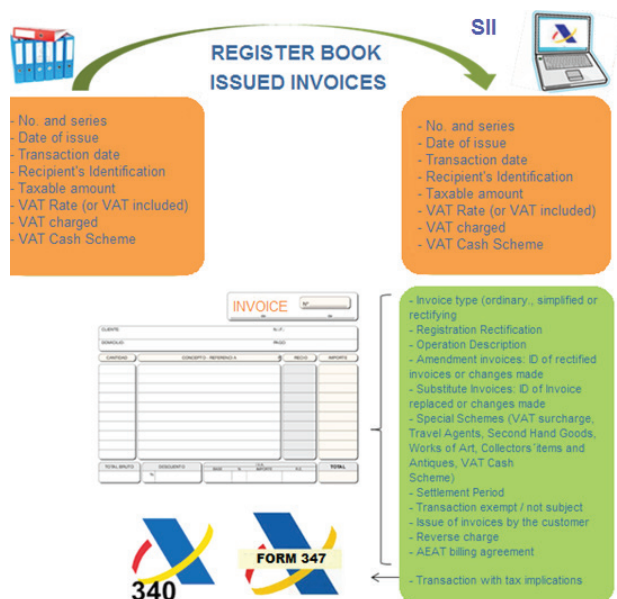 SII
REGISTER BOOK
ISSUED INVOICES
- No. and series
- Date of issue
- Transaction date
- Recipient's Identification
- Taxable amount
- VAT Rate (or VAT included)
- VAT charged
- VAT Cash Scheme
- No. and series
- Date of issue
- Transaction date
- Recipient's Identification
- Taxable amount
- VAT Rate (or VAT included)
- VAT charged
- VAT Cash Scheme
INVOICE Nº
CLIENTE N.I.F.
DOMICILIO PAGO
CANTIDAD CONCEPTO - REFERENCIA IMPORTE
TOTAL BRUTO DESCUENTO TOTAL
% BASE % IMPORTE
- Invoice type (ordinary., simplified or
rectifying
- Registration Rectification
- Operation Description
- Amendment invoices: ID of rectified
invoices or changes made
- Substitute Invoices: ID of Invoice
replaced or changes made
- Special Schemes (VAT surcharge,
Travel Agents, Second Hand Goods,
Works of Art, Collectors´items and
Antiques, VAT Cash
Scheme)
- Settlement Period
- Transaction exempt / not subject
- Issue of invoices by the customer
- Reverse charge
- AEAT billing agreement
- Transaction with tax implications
340
FORM 347